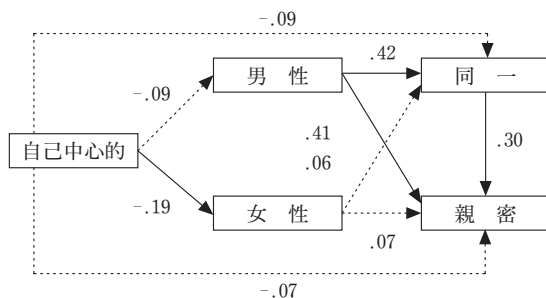 -.09
男 性
.42
同 一
-.09
.41
.06
.30
自己中心的
-.19
女 性
.07
親 密
-.07